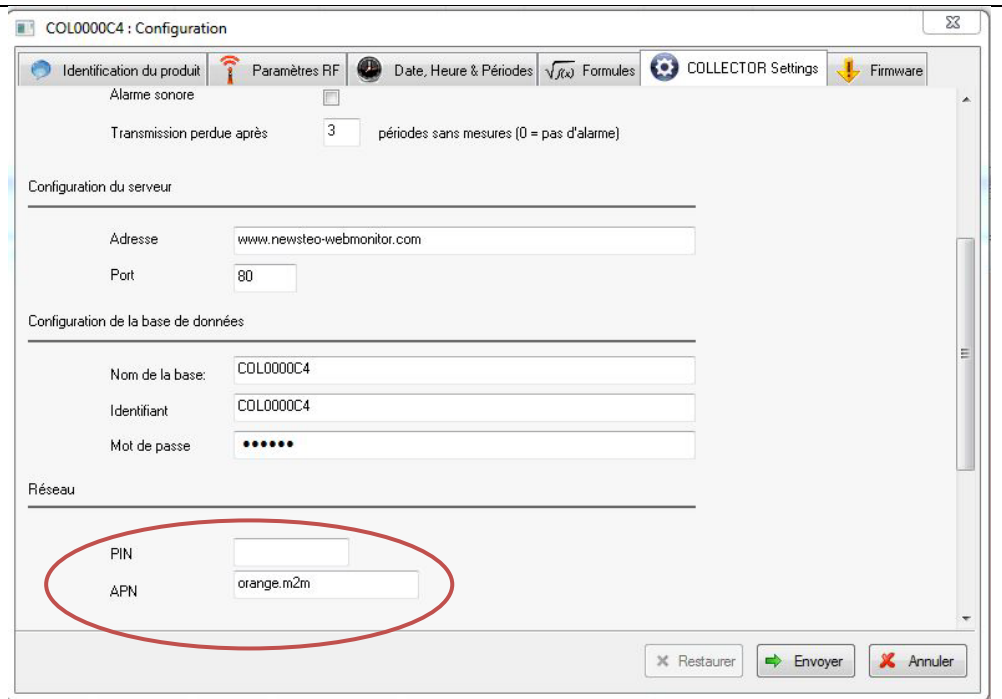 COL0000C4 : Configuration
Identification du produit Paramètres RF Date, Heure & Périodes √f(x) Formules COLLECTOR Settings Firmware
Alarme sonore
Transmission perdue après 3 périodes sans mesures (0 = pas d'alarme)
Configuration du serveur
Adresse www.newsteo-webmonitor.com
Port 80
Configuration de la base de données
Nom de la base: COL0000C4
Identifiant COL0000C4
Mot de passe ••••••
Réseau
PIN
APN orange.m2m
Restaurer Envoyer Annuler